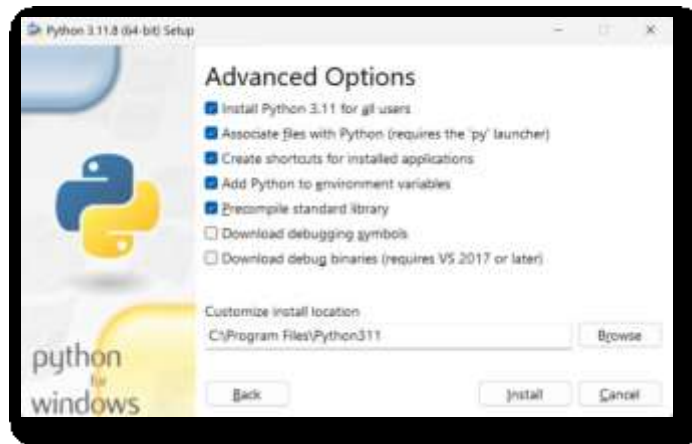 Python 3.11.8 (64-bit) Setup
Advanced Options
Install Python 3.11 for all users
Associate files with Python (requires the 'py' launcher)
Create shortcuts for installed applications
Add Python to environment variables
Precompile standard library
Download debugging symbols
Download debug binaries (requires VS 2017 or later)
Customize install location
C:\Program Files\Python311
Browse
python
for
windows
Back
Install
Cancel